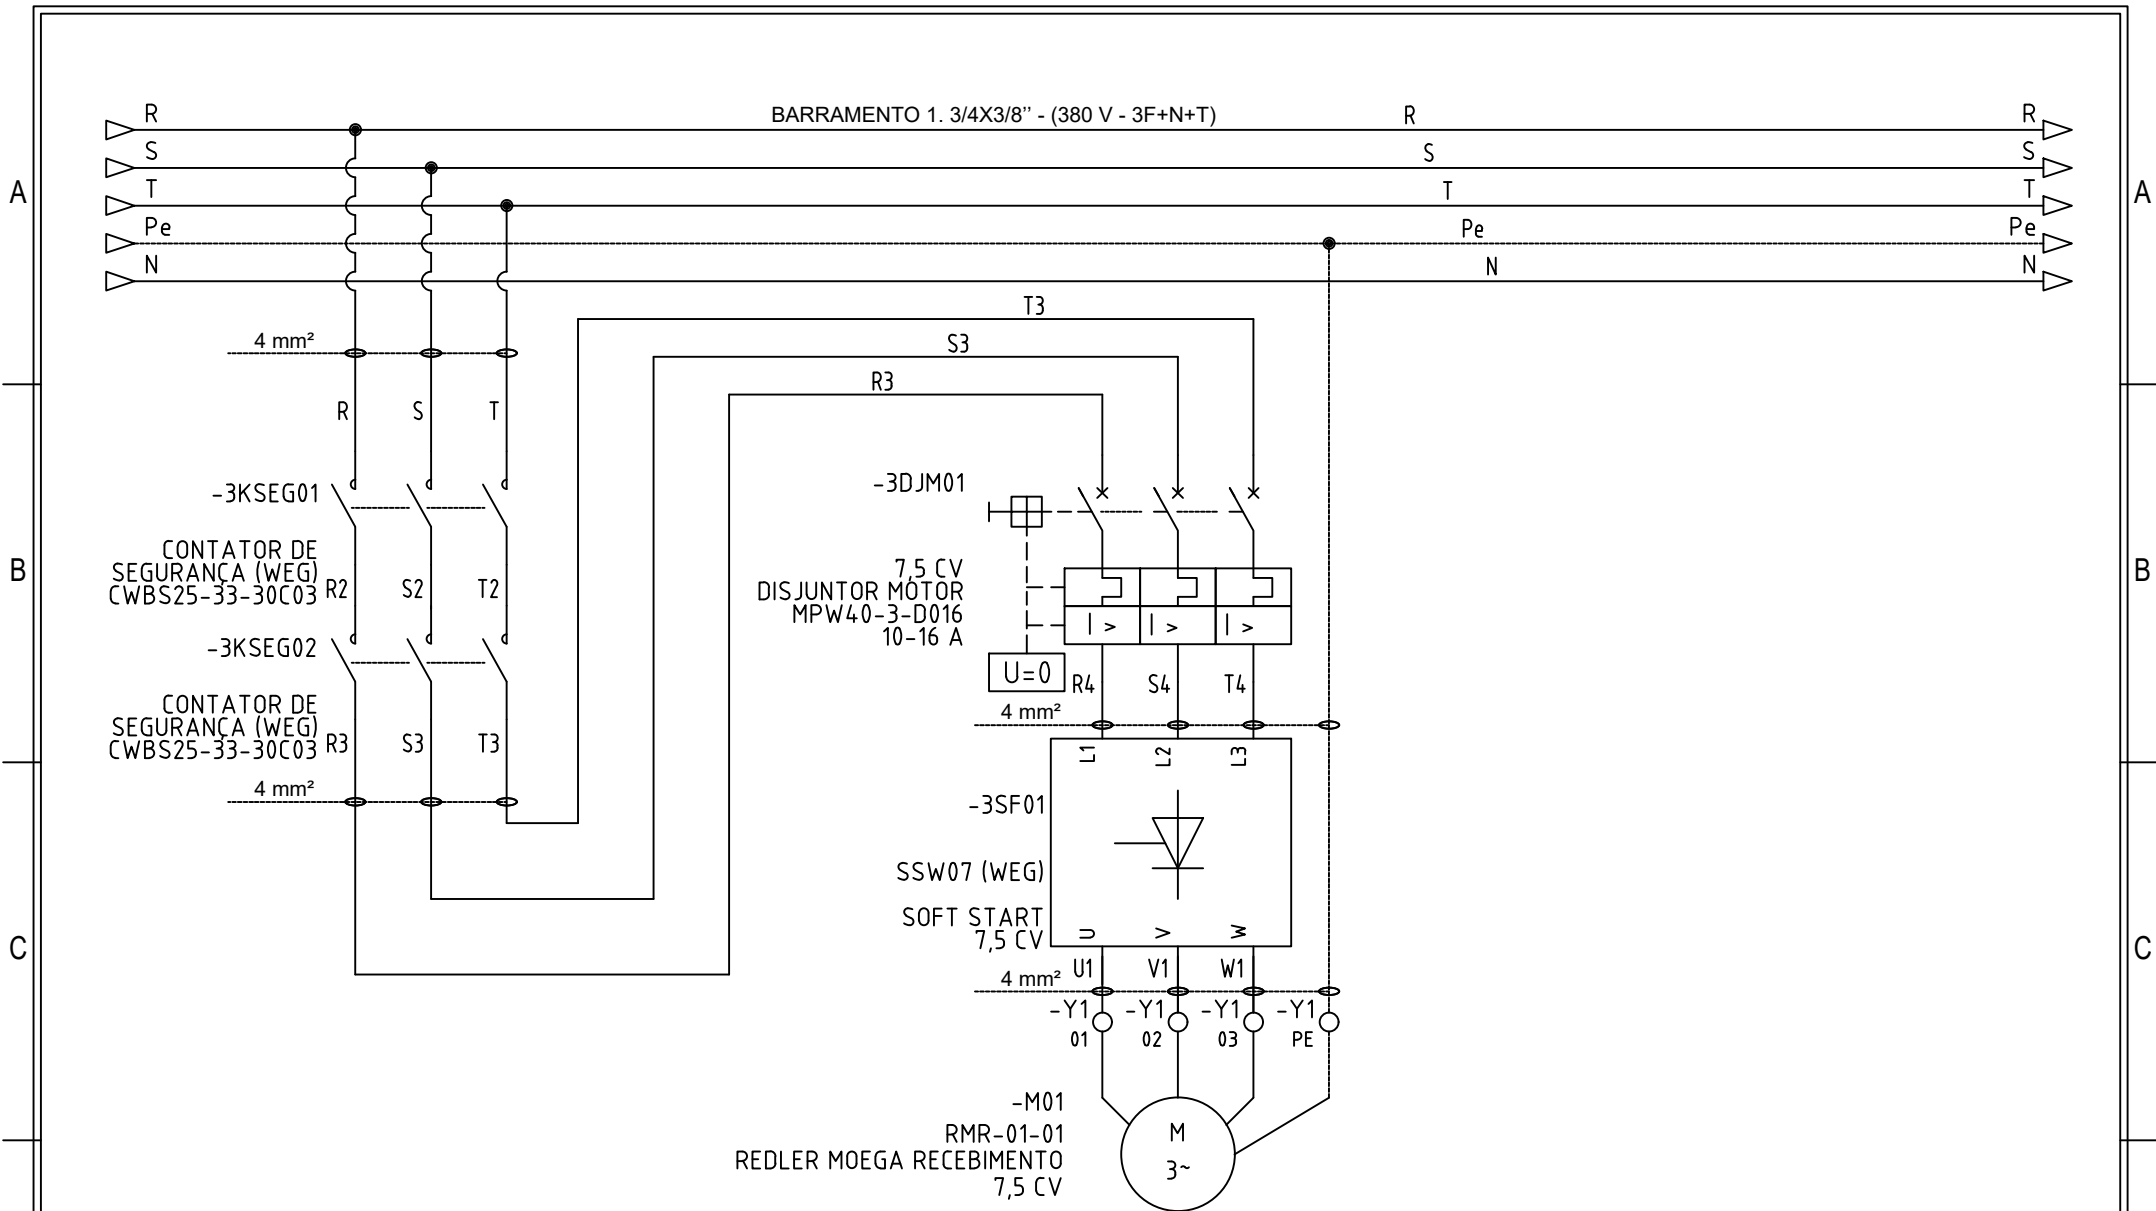 R BARRAMENTO 1. 3/4X3/8’’ - (380 V - 3F+N+T) R R
S S S
A T T T A
Pe Pe Pe
N N N
T3
4 mm²
S3
R3
R S T
-3KSEG01
-3DJM01
CONTATOR DE
SEGURANÇA (WEG)
CWBS25-33-30C03
R2 S2 T2
B B
7,5 CV
DISJUNTOR MOTOR
MPW40-3-D016
10-16 A
I > I > I >
-3KSEG02
U=0
R4 S4 T4
CONTATOR DE
SEGURANÇA (WEG)
CWBS25-33-30C03
R3 S3 T3
4 mm²
L1 L2 L3
4 mm²
-3SF01
SSW07 (WEG)
SOFT START
7,5 CV
U V W
C C
4 mm²
U1 V1 W1
-Y1 -Y1 -Y1 -Y1
01 02 03 PE
-M01
RMR-01-01
REDLER MOEGA RECEBIMENTO
7,5 CV
M
3~